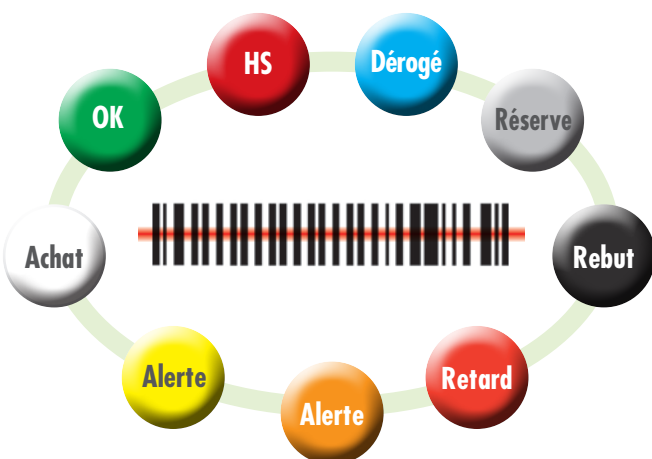 HS
Dérogé
OK
Réserve
Achat
Rebut
Alerte
Retard
Alerte